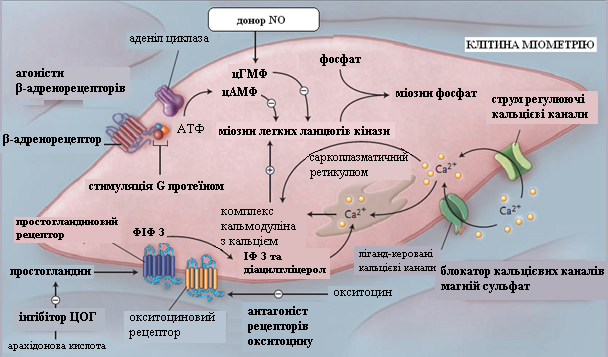 донор NO
аденіл циклаза
КЛІТИНА МІОМЕТРІЮ
агоністи
β-адренорецепторів
фосфат
цГМФ
цАМФ
міозин фосфат
струм регулюючі
кальцієві канали
β-адренорецептор
АТФ
міозин легких ланцюгів кінази
саркоплазматичний
ретикулюм
Ca2+
стимуляція G протеїном
Ca2+
Ca2+
простогландиновий
рецептор
ФІФ 3
комплекс
кальмодуліна
з кальцієм
ІФ 3 та
діацилгліцерол
ліганд-керовані
кальцієві канали
блокатор кальцієвих каналів
магній сульфат
простогландин
окситоцин
інгібітор ЦОГ
окситоциновий
рецептор
антагоніст
рецепторів
окситоцину
арахідонова кислота